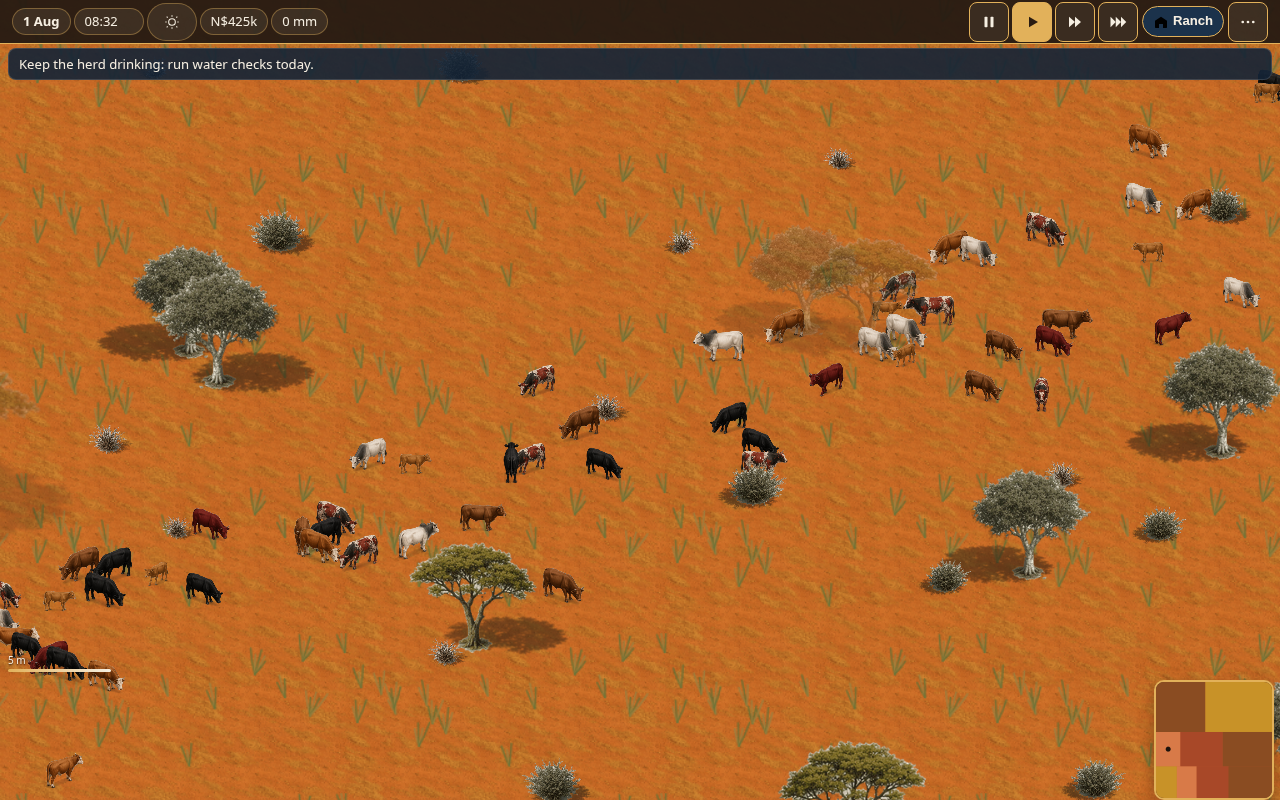 1 Aug 08:32 N$425k 0 mm Ranch
Keep the herd drinking: run water checks today.
5 m